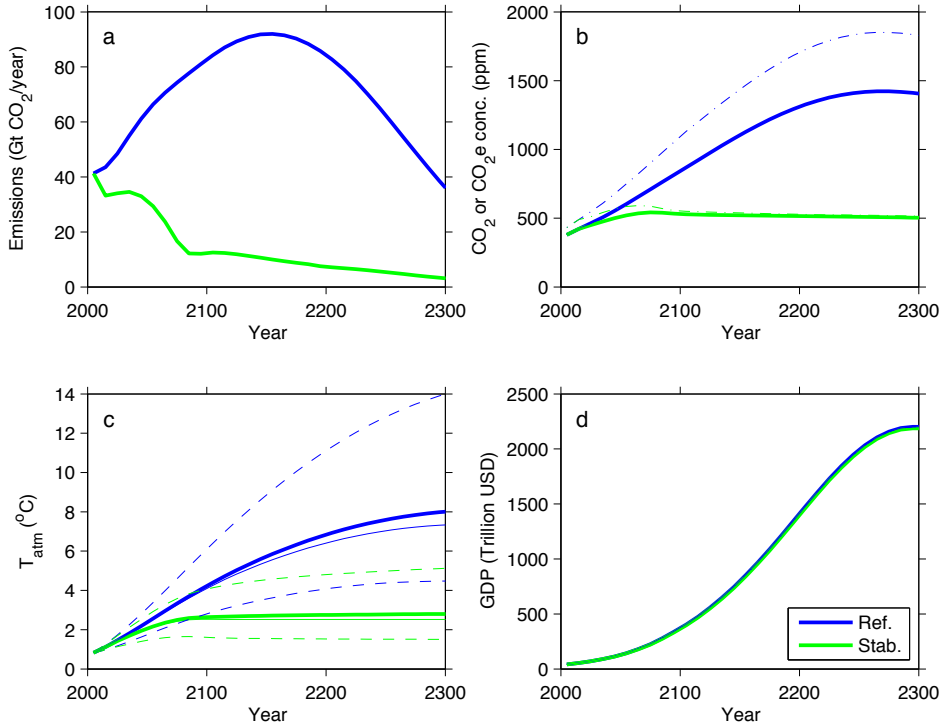 a
100
80
60
40
20
0
Emissions (Gt CO₂/year)
2000 2100 2200 2300
Year
b
2000
1500
1000
500
0
CO₂ or CO₂e conc. (ppm)
2000 2100 2200 2300
Year
c
14
12
10
8
6
4
2
0
Tₐₜₘ (°C)
2000 2100 2200 2300
Year
d
2500
2000
1500
1000
500
0
GDP (Trillion USD)
Ref.
Stab.
2000 2100 2200 2300
Year